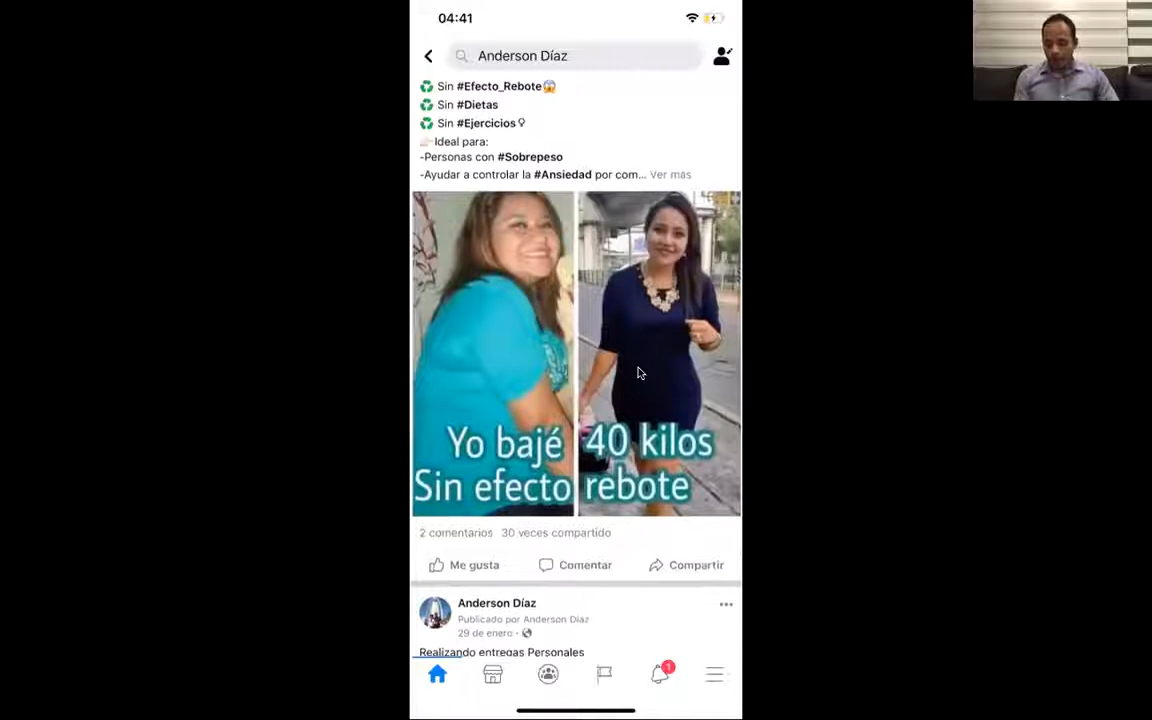 04:41
Anderson Díaz
Sin #Efecto_Rebote
Sin #Dietas
Sin #Ejercicios
Ideal para:
-Personas con #Sobrepeso
-Ayudar a controlar la #Ansiedad por com... Ver más
Yo bajé 40 kilos
Sin efecto rebote
2 comentarios 30 veces compartido
Me gusta Comentar Compartir
Anderson Díaz
Publicado por Anderson Díaz
29 de enero ·
Realizando entregas Personales
1